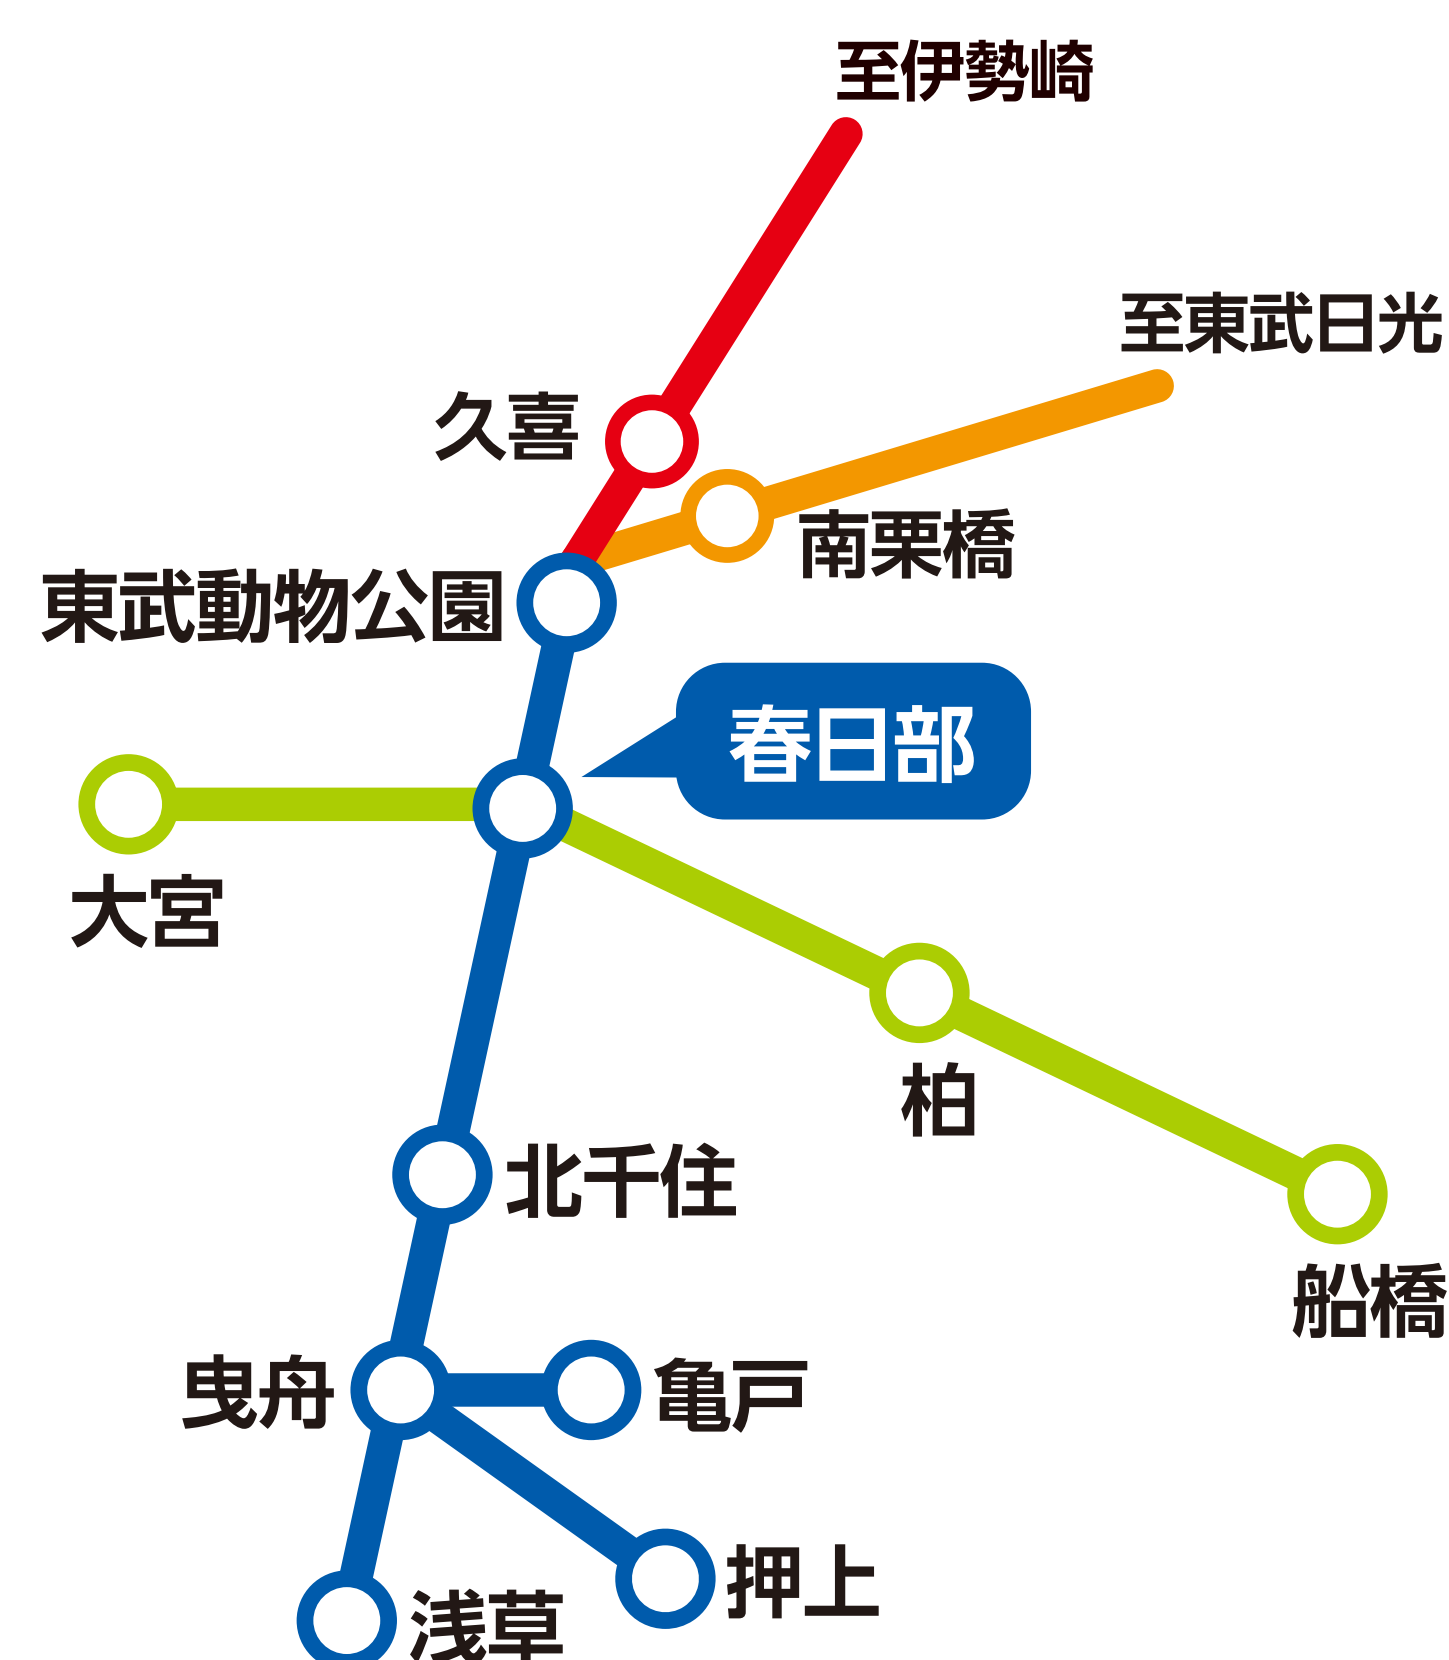 至伊勢崎
至東武日光
久喜
南栗橋
東武動物公園
春日部
大宮
柏
北千住
船橋
曳舟
亀戸
押上
浅草